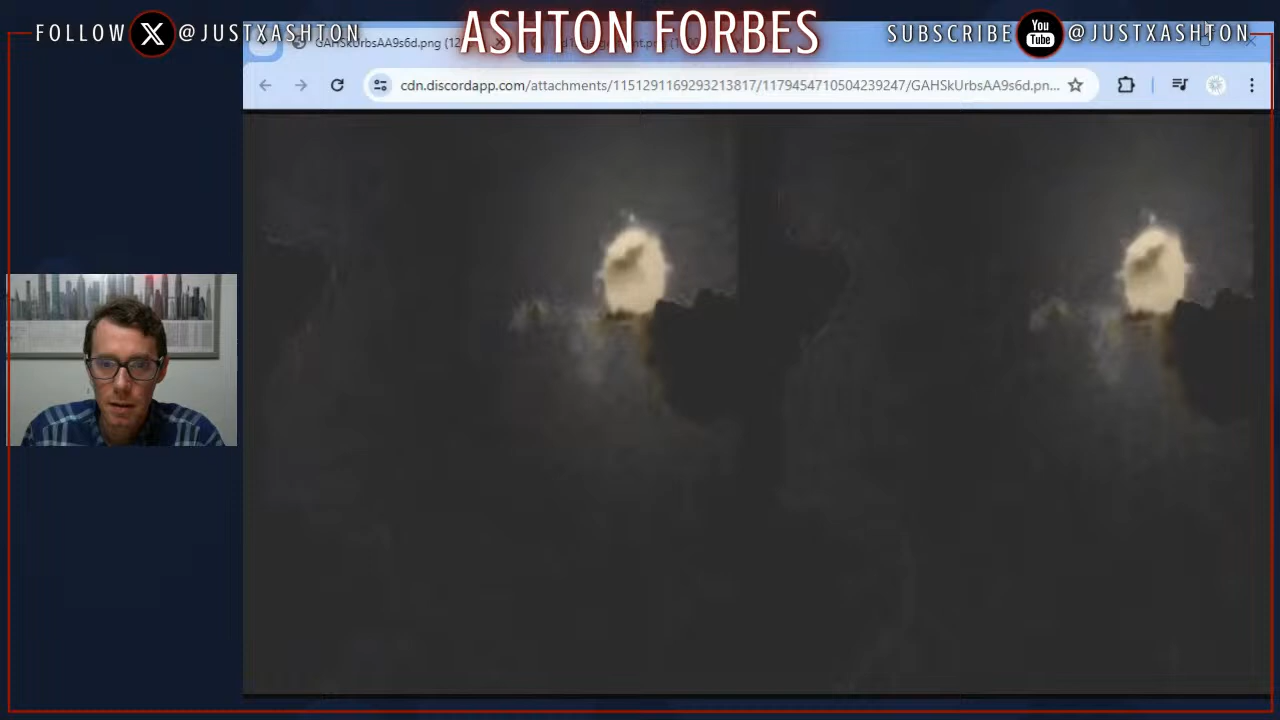 FOLLOW @JUSTXASHTON
ASHTON FORBES
SUBSCRIBE You Tube @JUSTXASHTON
GAHSkUrbsAA9s6d.png
cdn.discordapp.com/attachments/1151291169293213817/1179454710504239247/GAHSkUrbsAA9s6d.pn...